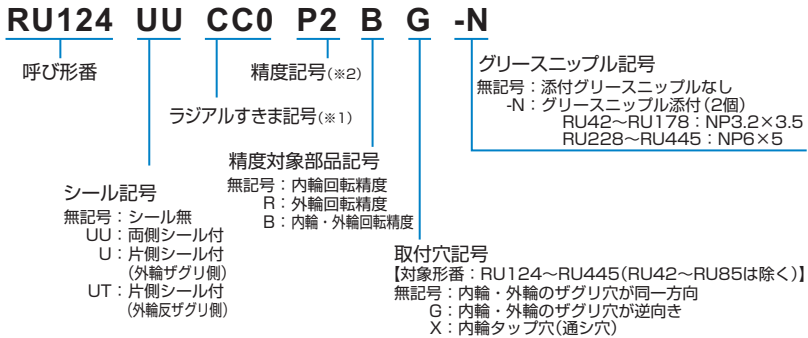 RU124 UU CC0 P2 B G -N
呼び形番
精度記号(※2)
ラジアルすきま記号(※1)
グリースニップル記号
無記号：添付グリースニップルなし
-N：グリースニップル添付(2個)
RU42〜RU178：NP3.2×3.5
RU228〜RU445：NP6×5
精度対象部品記号
無記号：内輪回転精度
R：外輪回転精度
B：内輪・外輪回転精度
シール記号
無記号：シール無
UU：両側シール付
U：片側シール付
(外輪ザグリ側)
UT：片側シール付
(外輪反ザグリ側)
取付穴記号
【対象形番：RU124〜RU445(RU42〜RU85は除く)】
無記号：内輪・外輪のザグリ穴が同一方向
G：内輪・外輪のザグリ穴が逆向き
X：内輪タップ穴(通シ穴)